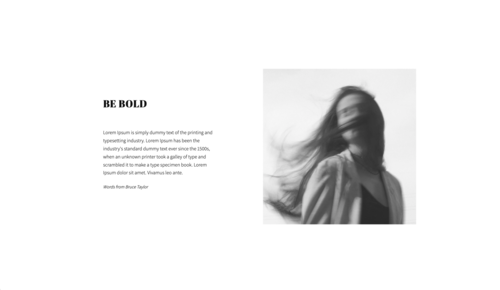 BE BOLD
Lorem Ipsum is simply dummy text of the printing and
typesetting industry. Lorem Ipsum has been the
industry's standard dummy text ever since the 1500s,
when an unknown printer took a galley of type and
scrambled it to make a type specimen book. Lorem
Ipsum dolor sit amet. Vivamus leo ante.
Words from Bruce Taylor